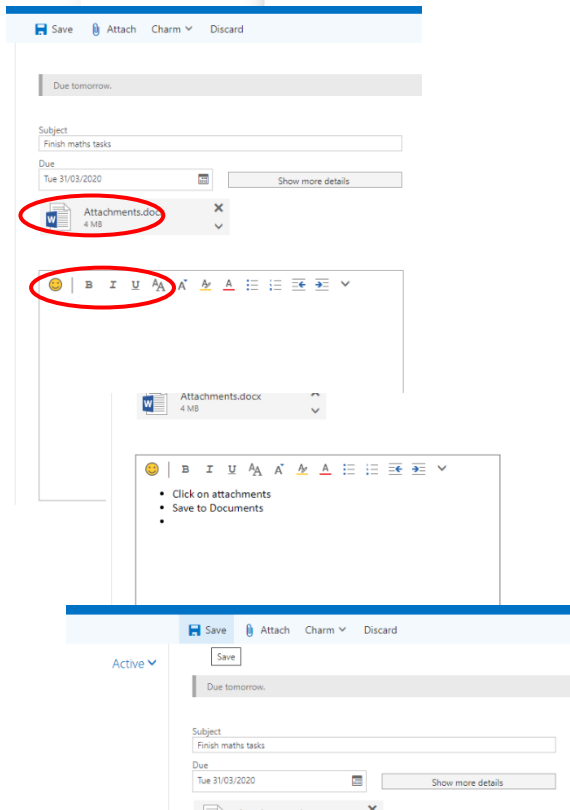 Save Attach Charm Discard
Due tomorrow.
Subject
Finish maths tasks
Due
Tue 31/03/2020 Show more details
Attachments.docx
4 MB
B I U AA A A A
Attachments.docx
4 MB
B I U AA A A A
• Click on attachments
• Save to Documents
•
Save Attach Charm Discard
Active Save
Due tomorrow.
Subject
Finish maths tasks
Due
Tue 31/03/2020 Show more details